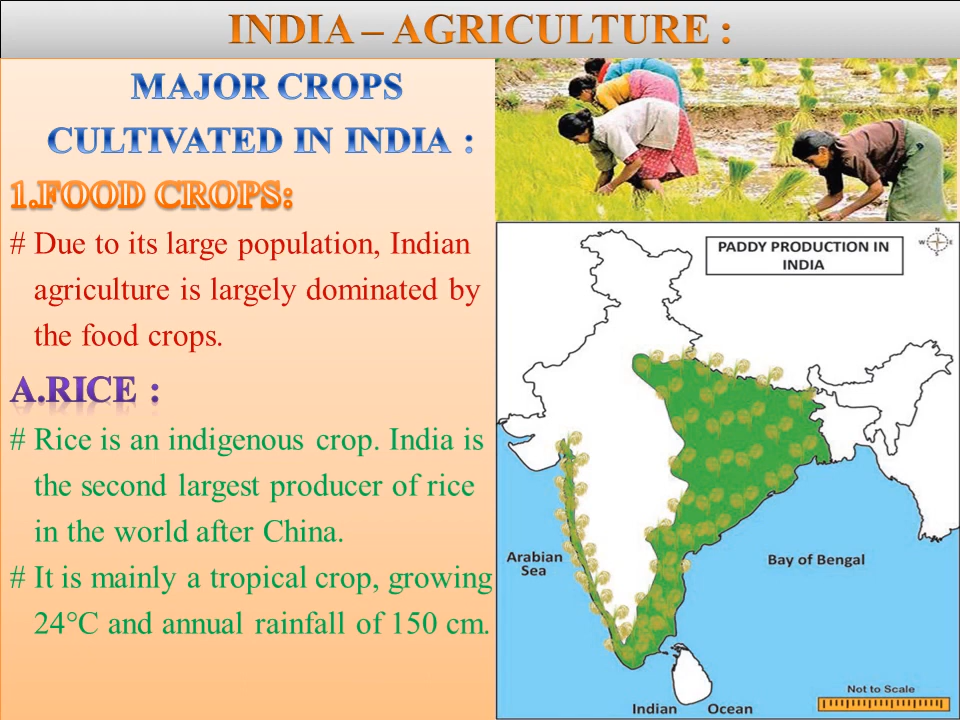 INDIA – AGRICULTURE :
MAJOR CROPS
CULTIVATED IN INDIA :
1.FOOD CROPS:
# Due to its large population, Indian
agriculture is largely dominated by
the food crops.
A.RICE :
# Rice is an indigenous crop. India is
the second largest producer of rice
in the world after China.
# It is mainly a tropical crop, growing
24°C and annual rainfall of 150 cm.
PADDY PRODUCTION IN
INDIA
N
W E
S
Arabian
Sea
Bay of Bengal
Indian Ocean
Not to Scale